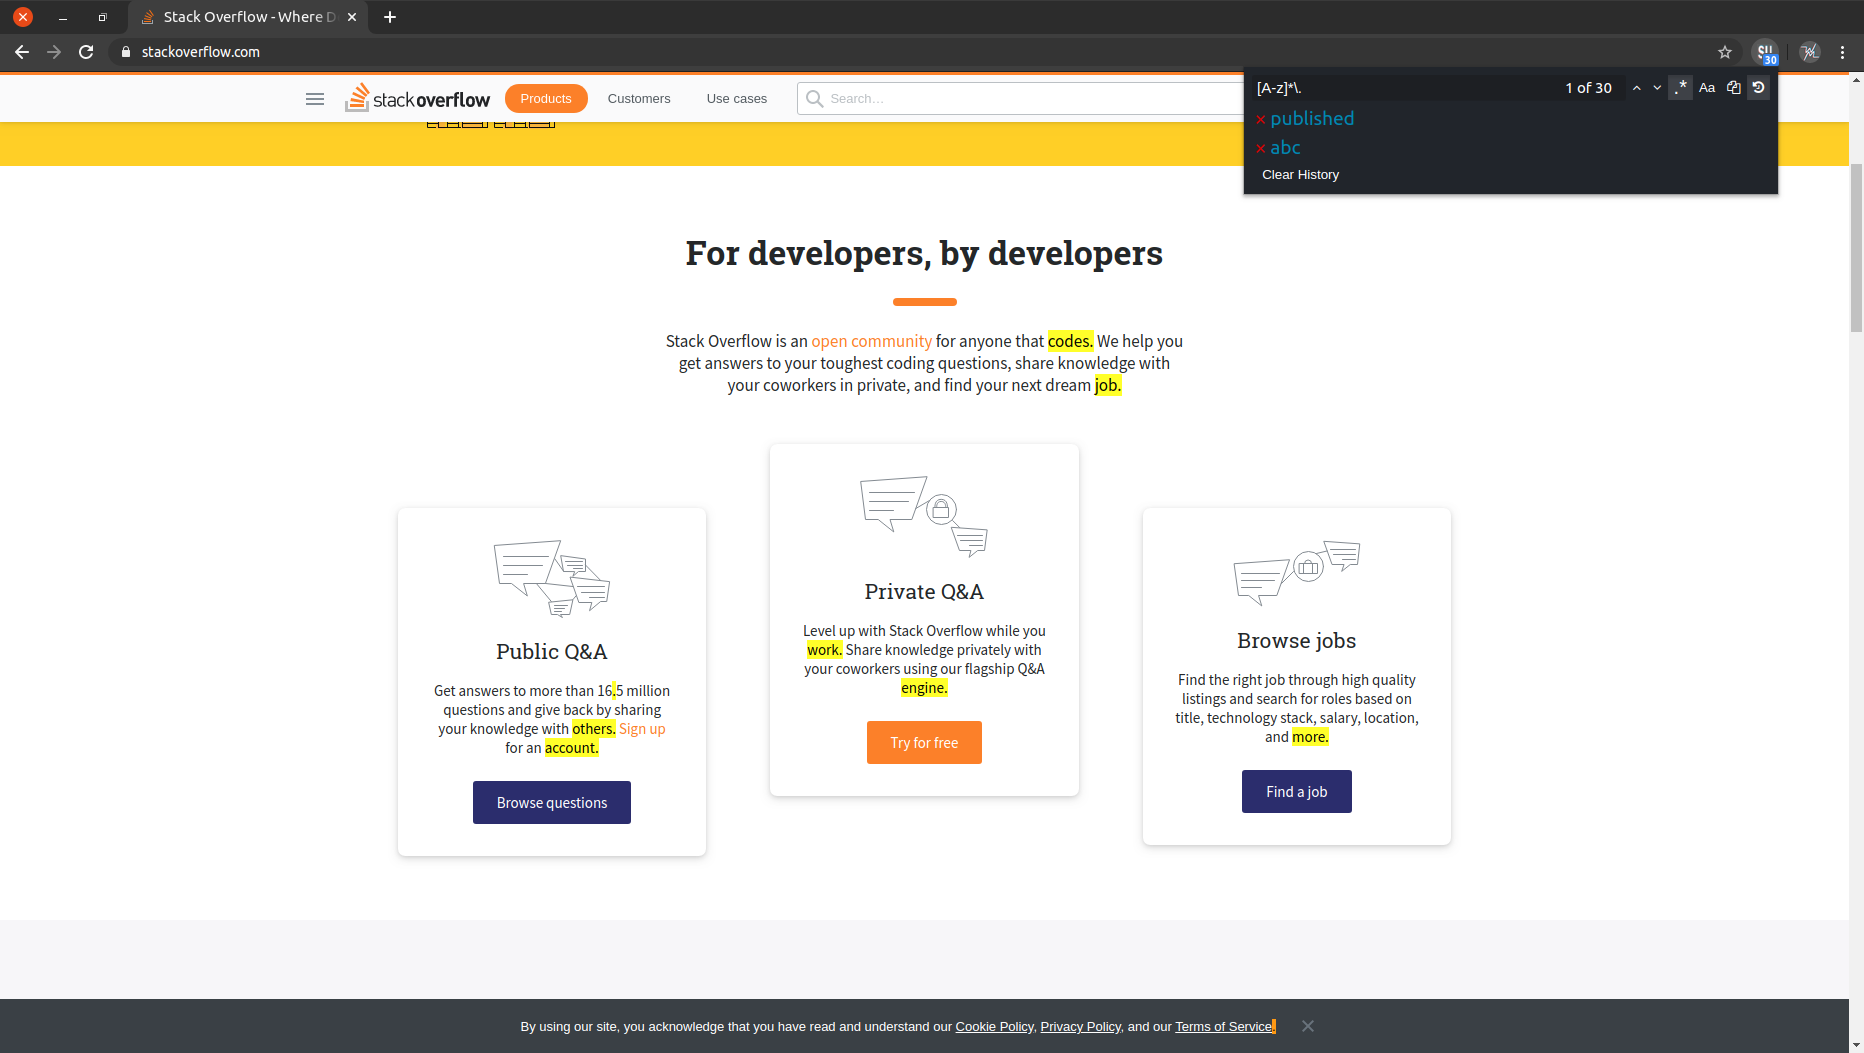 Stack Overflow - Where D
stackoverflow.com
30
stackoverflow
Products
Customers
Use cases
Search…
[A-z]*\.
1 of 30
.*
Aa
× published
× abc
Clear History
For developers, by developers
Stack Overflow is an open community for anyone that codes. We help you
get answers to your toughest coding questions, share knowledge with
your coworkers in private, and find your next dream job.
Public Q&A
Get answers to more than 16.5 million
questions and give back by sharing
your knowledge with others. Sign up
for an account.
Browse questions
Private Q&A
Level up with Stack Overflow while you
work. Share knowledge privately with
your coworkers using our flagship Q&A
engine.
Try for free
Browse jobs
Find the right job through high quality
listings and search for roles based on
title, technology stack, salary, location,
and more.
Find a job
By using our site, you acknowledge that you have read and understand our Cookie Policy, Privacy Policy, and our Terms of Service.